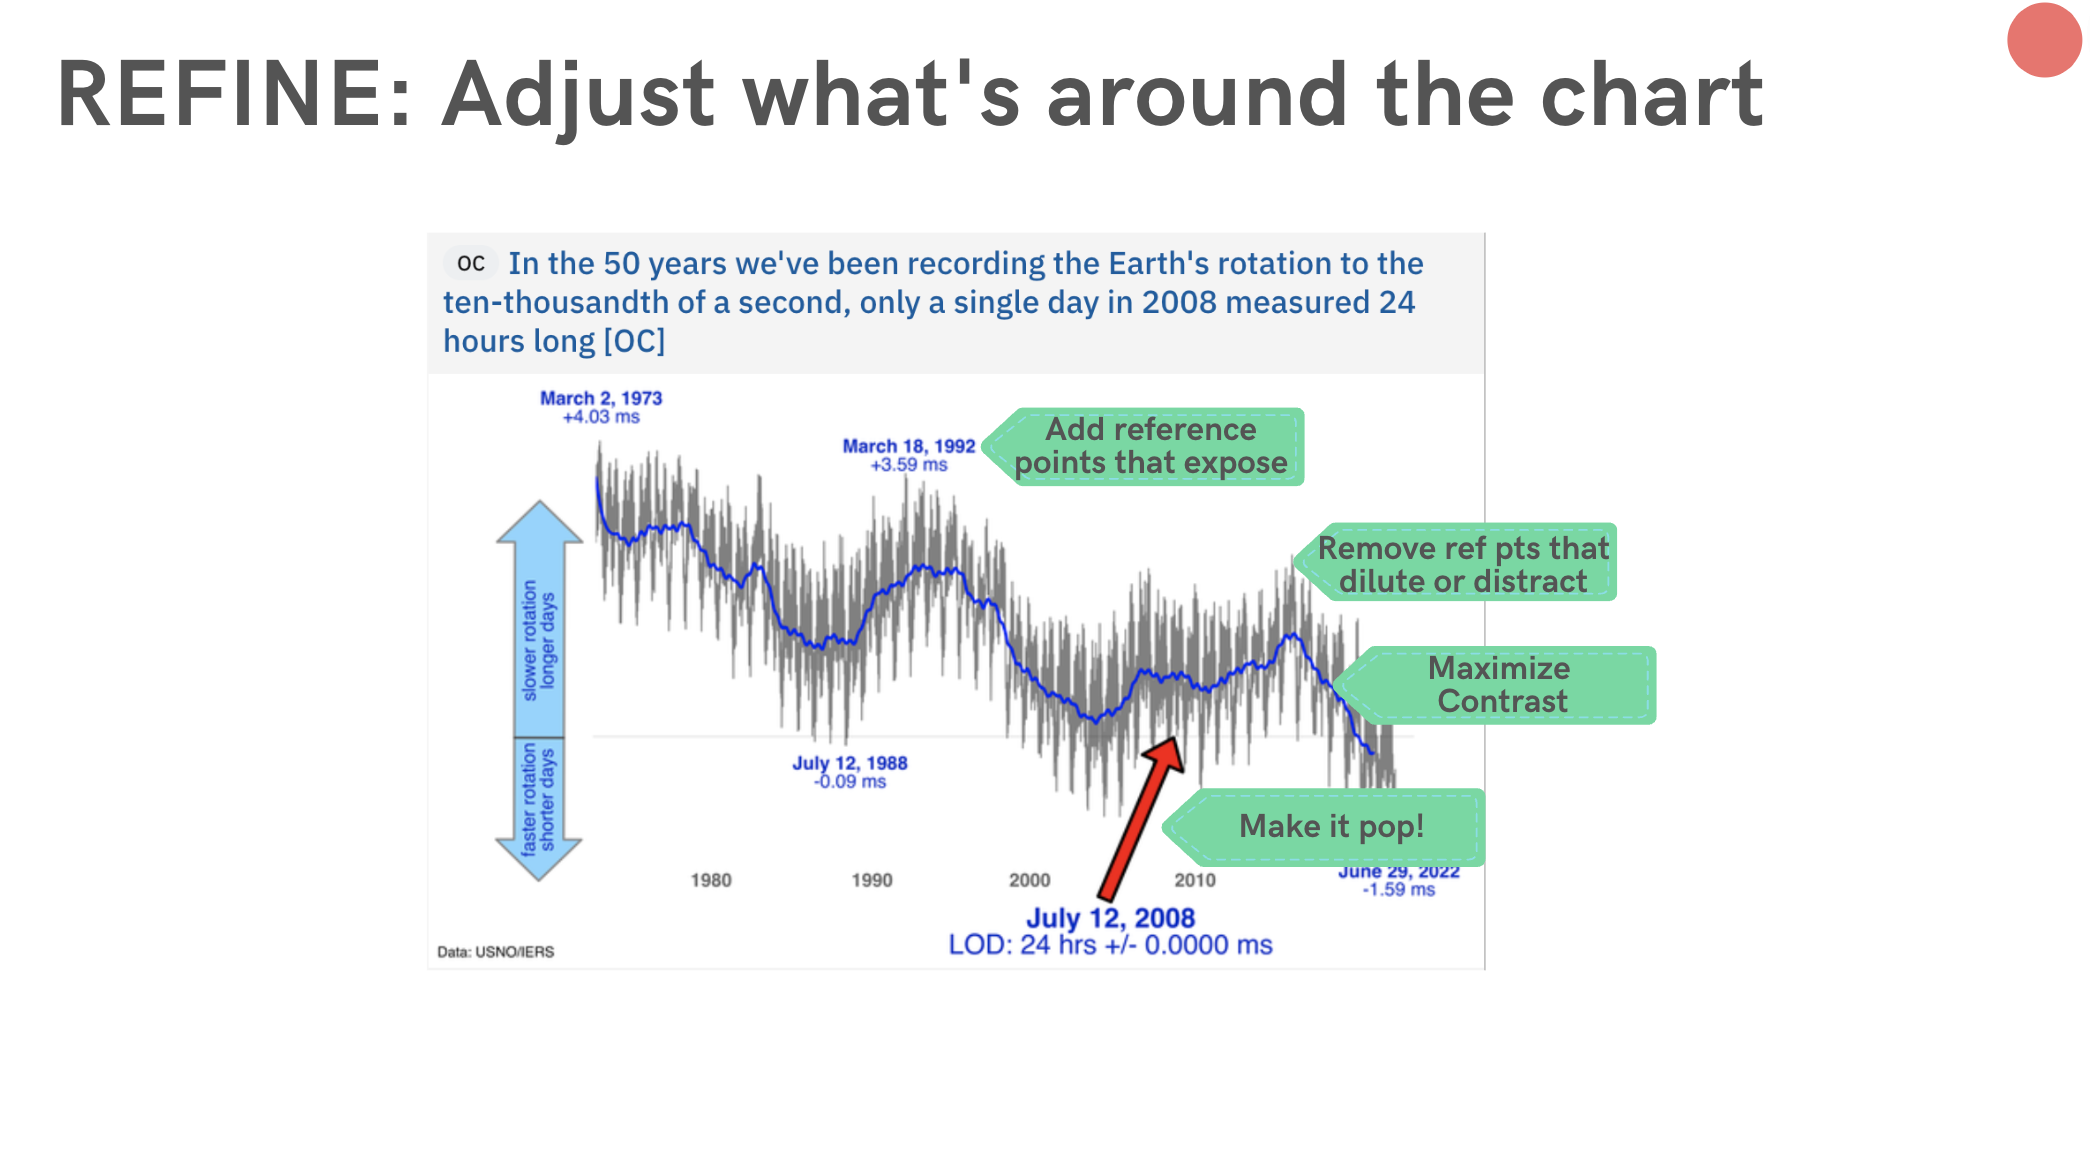 REFINE: Adjust what's around the chart
OC In the 50 years we've been recording the Earth's rotation to the
ten-thousandth of a second, only a single day in 2008 measured 24
hours long [OC]
March 2, 1973
+4.03 ms
March 18, 1992
+3.59 ms
Add reference
points that expose
Remove ref pts that
dilute or distract
slower rotation
longer days
Maximize
Contrast
faster rotation
shorter days
July 12, 1988
-0.09 ms
Make it pop!
1980
1990
2000
2010
June 29, 2022
-1.59 ms
July 12, 2008
LOD: 24 hrs +/- 0.0000 ms
Data: USNO/IERS